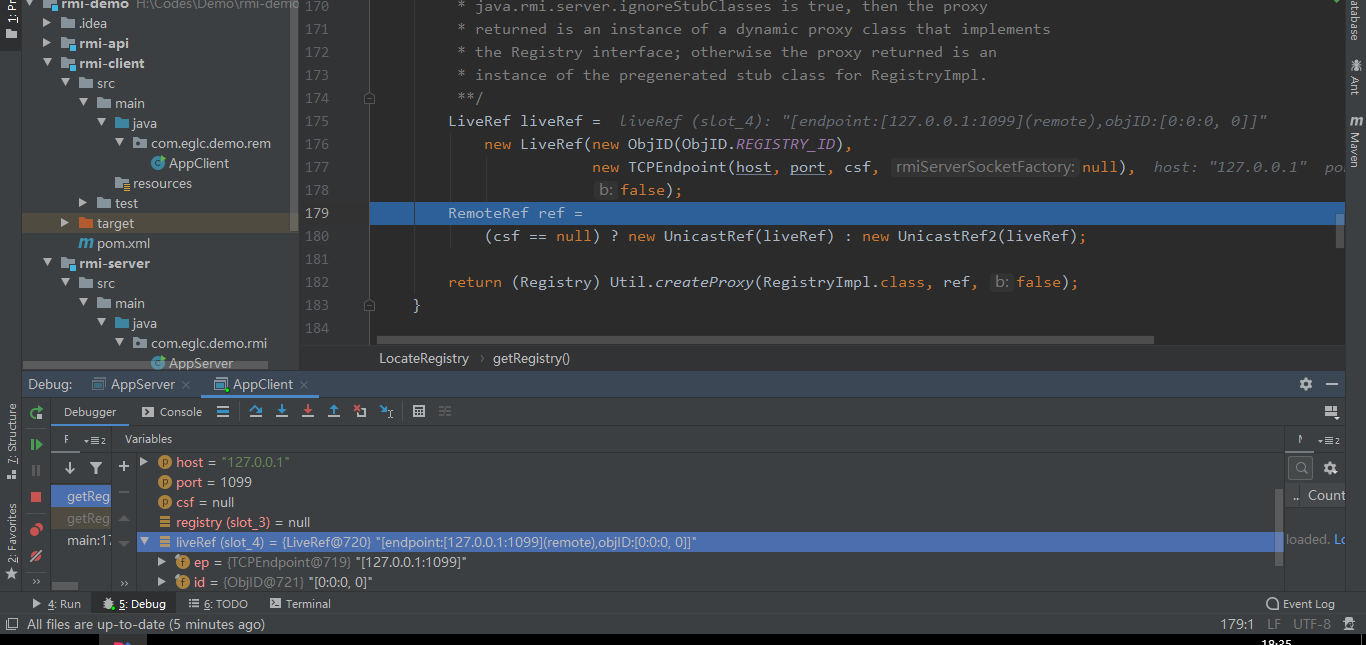 1: Pr
rmi-demo H:\Codes\Demo\rmi-demo
.idea
rmi-api
rmi-client
src
main
java
com.eglc.demo.rem
AppClient
resources
test
target
pom.xml
rmi-server
src
main
java
com.eglc.demo.rmi
AppServer
170 * java.rmi.server.ignoreStubClasses is true, then the proxy
171 * returned is an instance of a dynamic proxy class that implements
172 * the Registry interface; otherwise the proxy returned is an
173 * instance of the pregenerated stub class for RegistryImpl.
174 **/
175 LiveRef liveRef = liveRef (slot_4): "[endpoint:[127.0.0.1:1099](remote),objID:[0:0:0, 0]]"
176 new LiveRef(new ObjID(ObjID.REGISTRY_ID),
177 new TCPEndpoint(host, port, csf, rmiServerSocketFactory: null), host: "127.0.0.1" po
178 b: false);
179 RemoteRef ref =
180 (csf == null) ? new UnicastRef(liveRef) : new UnicastRef2(liveRef);
181
182 return (Registry) Util.createProxy(RegistryImpl.class, ref, b: false);
183 }
184
LocateRegistry › getRegistry()
atabase
Ant
m Maven
Debug: AppServer × AppClient ×
Debugger Console
F 2 Variables
host = "127.0.0.1"
port = 1099
csf = null
registry (slot_3) = null
liveRef (slot_4) = {LiveRef@720} "[endpoint:[127.0.0.1:1099](remote),objID:[0:0:0, 0]]"
ep = {TCPEndpoint@719} "[127.0.0.1:1099]"
id = {ObjID@721} "[0:0:0, 0]"
getReg
getReg
main:17
2
.. Count
loaded. Lo
7: Structure
2: Favorites
4: Run 5: Debug 6: TODO Terminal Event Log
All files are up-to-date (5 minutes ago) 179:1 LF UTF-8
18:35